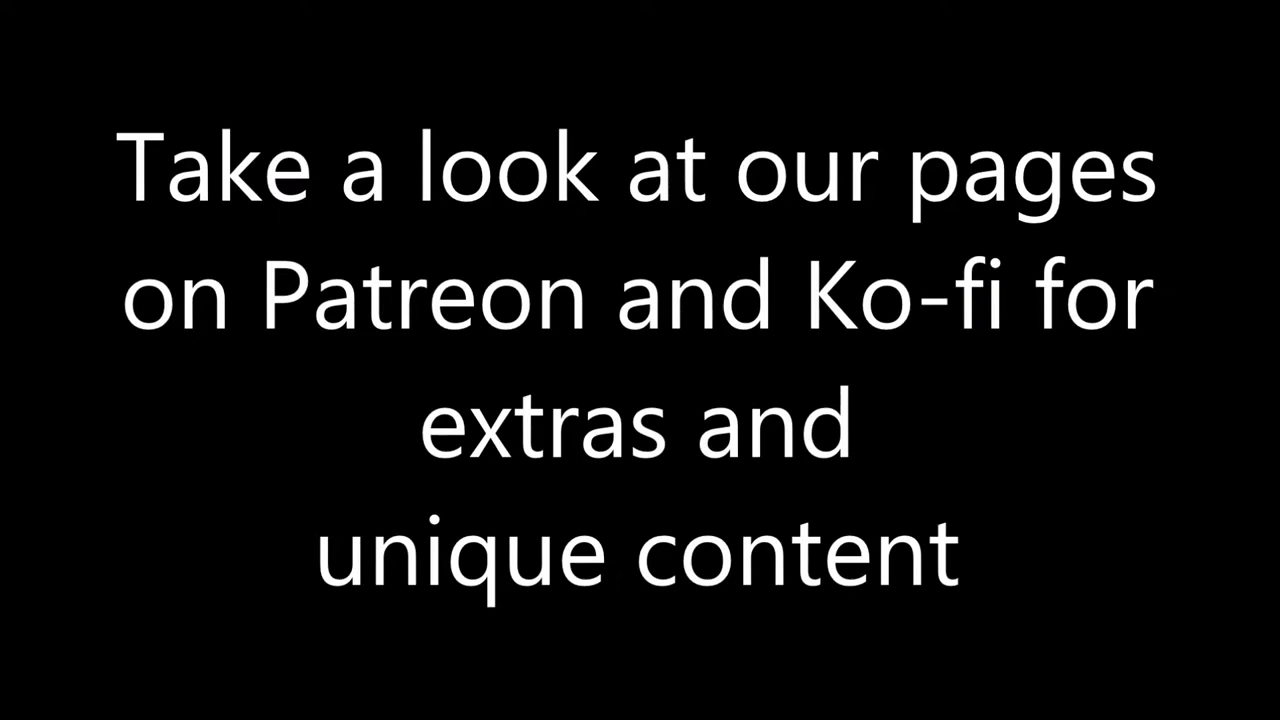 Take a look at our pages
on Patreon and Ko-fi for
extras and
unique content